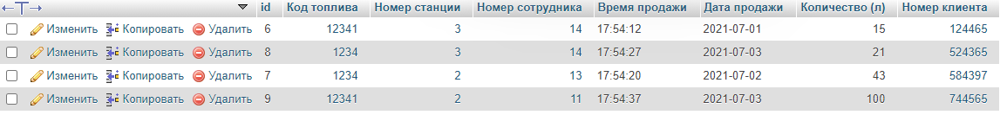 id Код топлива Номер станции Номер сотрудника Время продажи Дата продажи Количество (л) Номер клиента
Изменить Копировать Удалить 6 12341 3 14 17:54:12 2021-07-01 15 124465
Изменить Копировать Удалить 8 1234 3 14 17:54:27 2021-07-03 21 524365
Изменить Копировать Удалить 7 1234 2 13 17:54:20 2021-07-02 43 584397
Изменить Копировать Удалить 9 12341 2 11 17:54:37 2021-07-03 100 744565